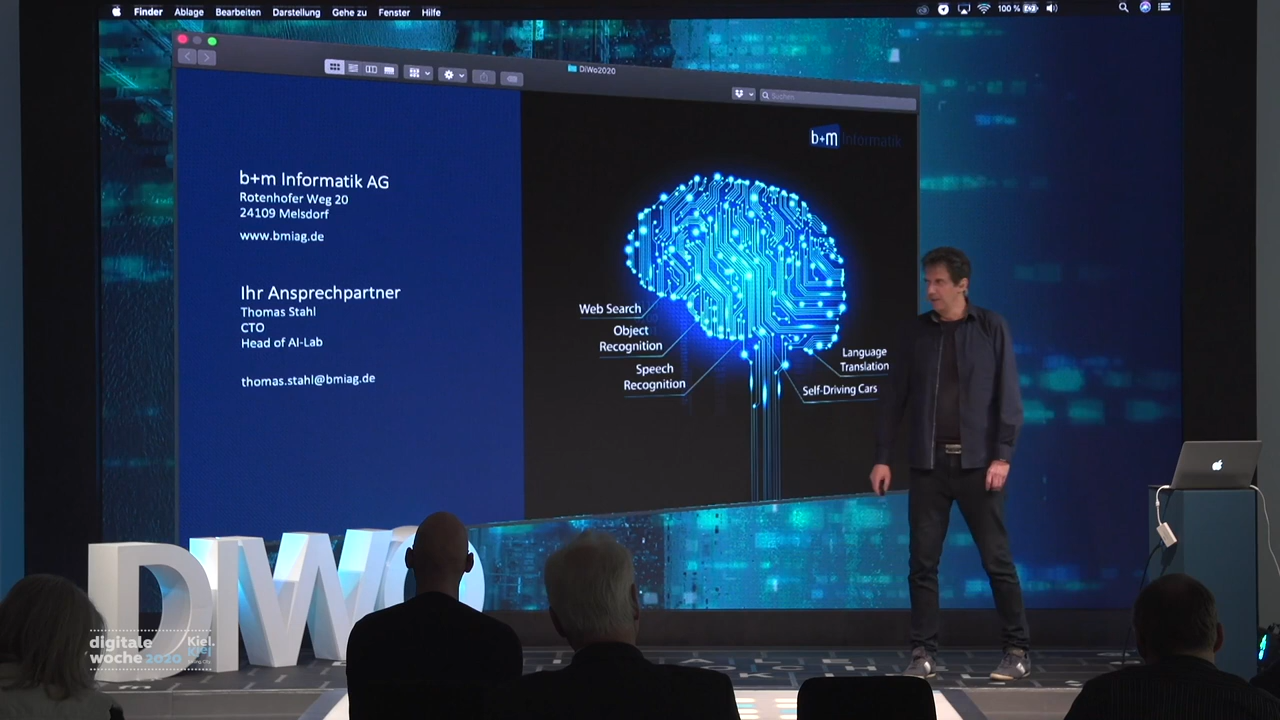 Finder Ablage Bearbeiten Darstellung Gehe zu Fenster Hilfe
100 %
DiWo2020
Suchen
b+m Informatik
b+m Informatik AG
Rotenhofer Weg 20
24109 Melsdorf
www.bmiag.de
Ihr Ansprechpartner
Thomas Stahl
CTO
Head of AI-Lab
thomas.stahl@bmiag.de
Web Search
Object
Recognition
Speech
Recognition
Language
Translation
Self-Driving Cars
DIWO
digitale
woche 2020
Kiel.